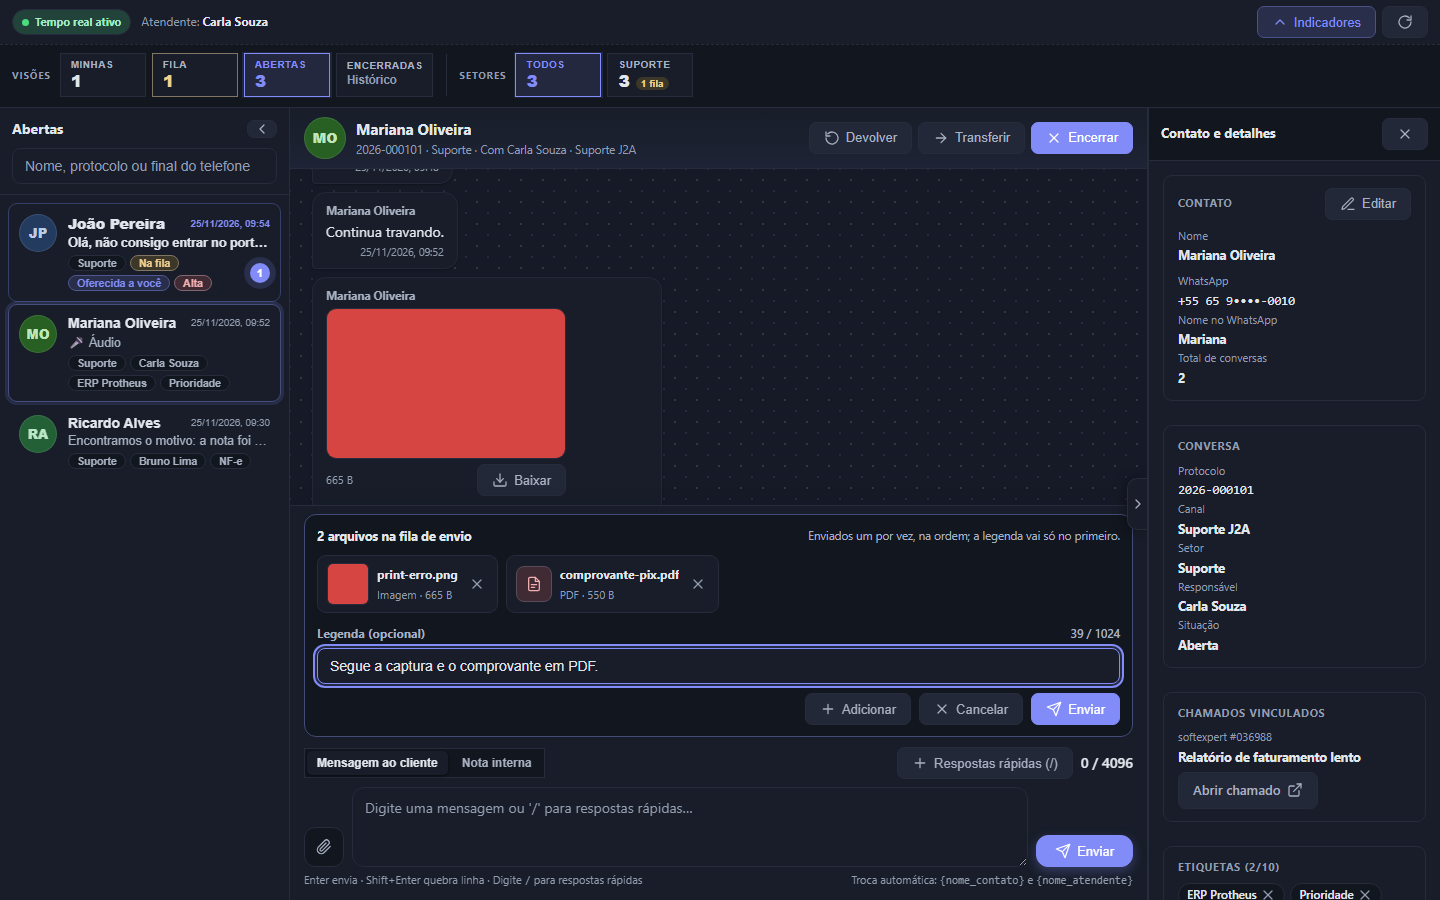 Tempo real ativo
Atendente: Carla Souza
Indicadores
VISÕES
MINHAS
1
FILA
1
ABERTAS
3
ENCERRADAS
Histórico
SETORES
TODOS
3
SUPORTE
3 1 fila
Abertas
Nome, protocolo ou final do telefone
JP
João Pereira
25/11/2026, 09:54
Olá, não consigo entrar no port...
Suporte
Na fila
Oferecida a você
Alta
1
MO
Mariana Oliveira
25/11/2026, 09:52
Áudio
Suporte
Carla Souza
ERP Protheus
Prioridade
RA
Ricardo Alves
25/11/2026, 09:30
Encontramos o motivo: a nota foi ...
Suporte
Bruno Lima
NF-e
MO
Mariana Oliveira
2026-000101 · Suporte · Com Carla Souza · Suporte J2A
Devolver
Transferir
Encerrar
Mariana Oliveira
Continua travando.
25/11/2026, 09:52
Mariana Oliveira
665 B
Baixar
2 arquivos na fila de envio
Enviados um por vez, na ordem; a legenda vai só no primeiro.
print-erro.png
Imagem · 665 B
comprovante-pix.pdf
PDF · 550 B
Legenda (opcional)
39 / 1024
Segue a captura e o comprovante em PDF.
Adicionar
Cancelar
Enviar
Mensagem ao cliente
Nota interna
Respostas rápidas (/)
0 / 4096
Digite uma mensagem ou '/' para respostas rápidas...
Enviar
Enter envia · Shift+Enter quebra linha · Digite / para respostas rápidas
Troca automática: {nome_contato} e {nome_atendente}
Contato e detalhes
CONTATO
Editar
Nome
Mariana Oliveira
WhatsApp
+55 65 9••••-0010
Nome no WhatsApp
Mariana
Total de conversas
2
CONVERSA
Protocolo
2026-000101
Canal
Suporte J2A
Setor
Suporte
Responsável
Carla Souza
Situação
Aberta
CHAMADOS VINCULADOS
softexpert #036988
Relatório de faturamento lento
Abrir chamado
ETIQUETAS (2/10)
ERP Protheus
Prioridade